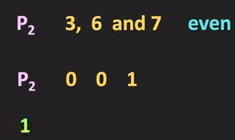 P₂ 3, 6 and 7 even
P₂ 0 0 1
1